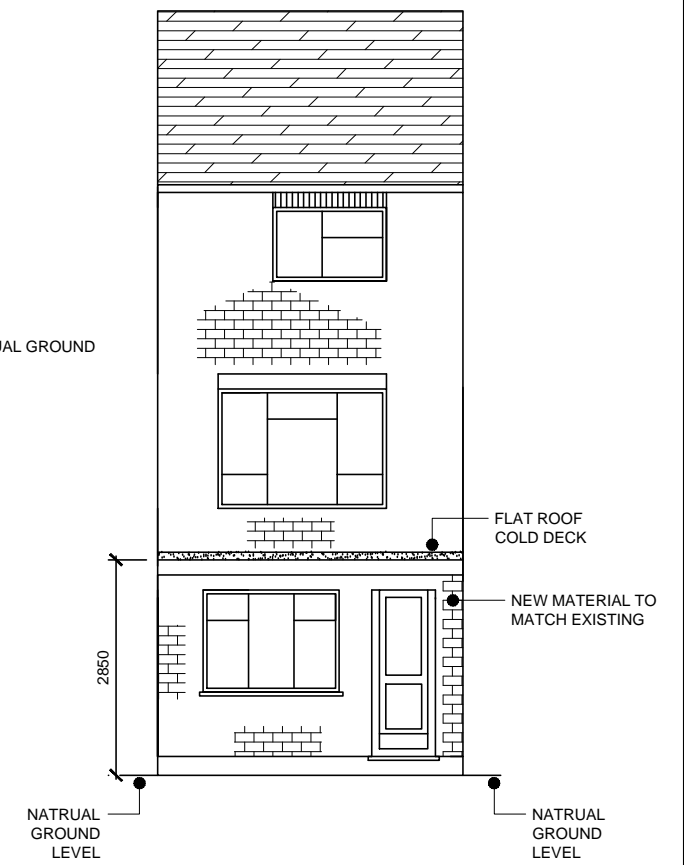 UAL GROUND
FLAT ROOF
COLD DECK
NEW MATERIAL TO
MATCH EXISTING
2850
NATRUAL
GROUND
LEVEL
NATRUAL
GROUND
LEVEL